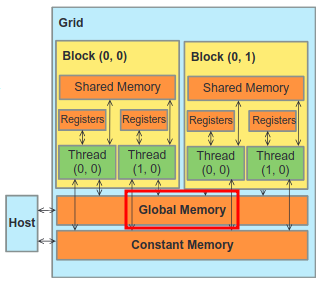 Grid
Block (0, 0)
Block (0, 1)
Shared Memory
Shared Memory
Registers
Registers
Registers
Registers
Thread
(0, 0)
Thread
(1, 0)
Thread
(0, 0)
Thread
(1, 0)
Host
Global Memory
Constant Memory